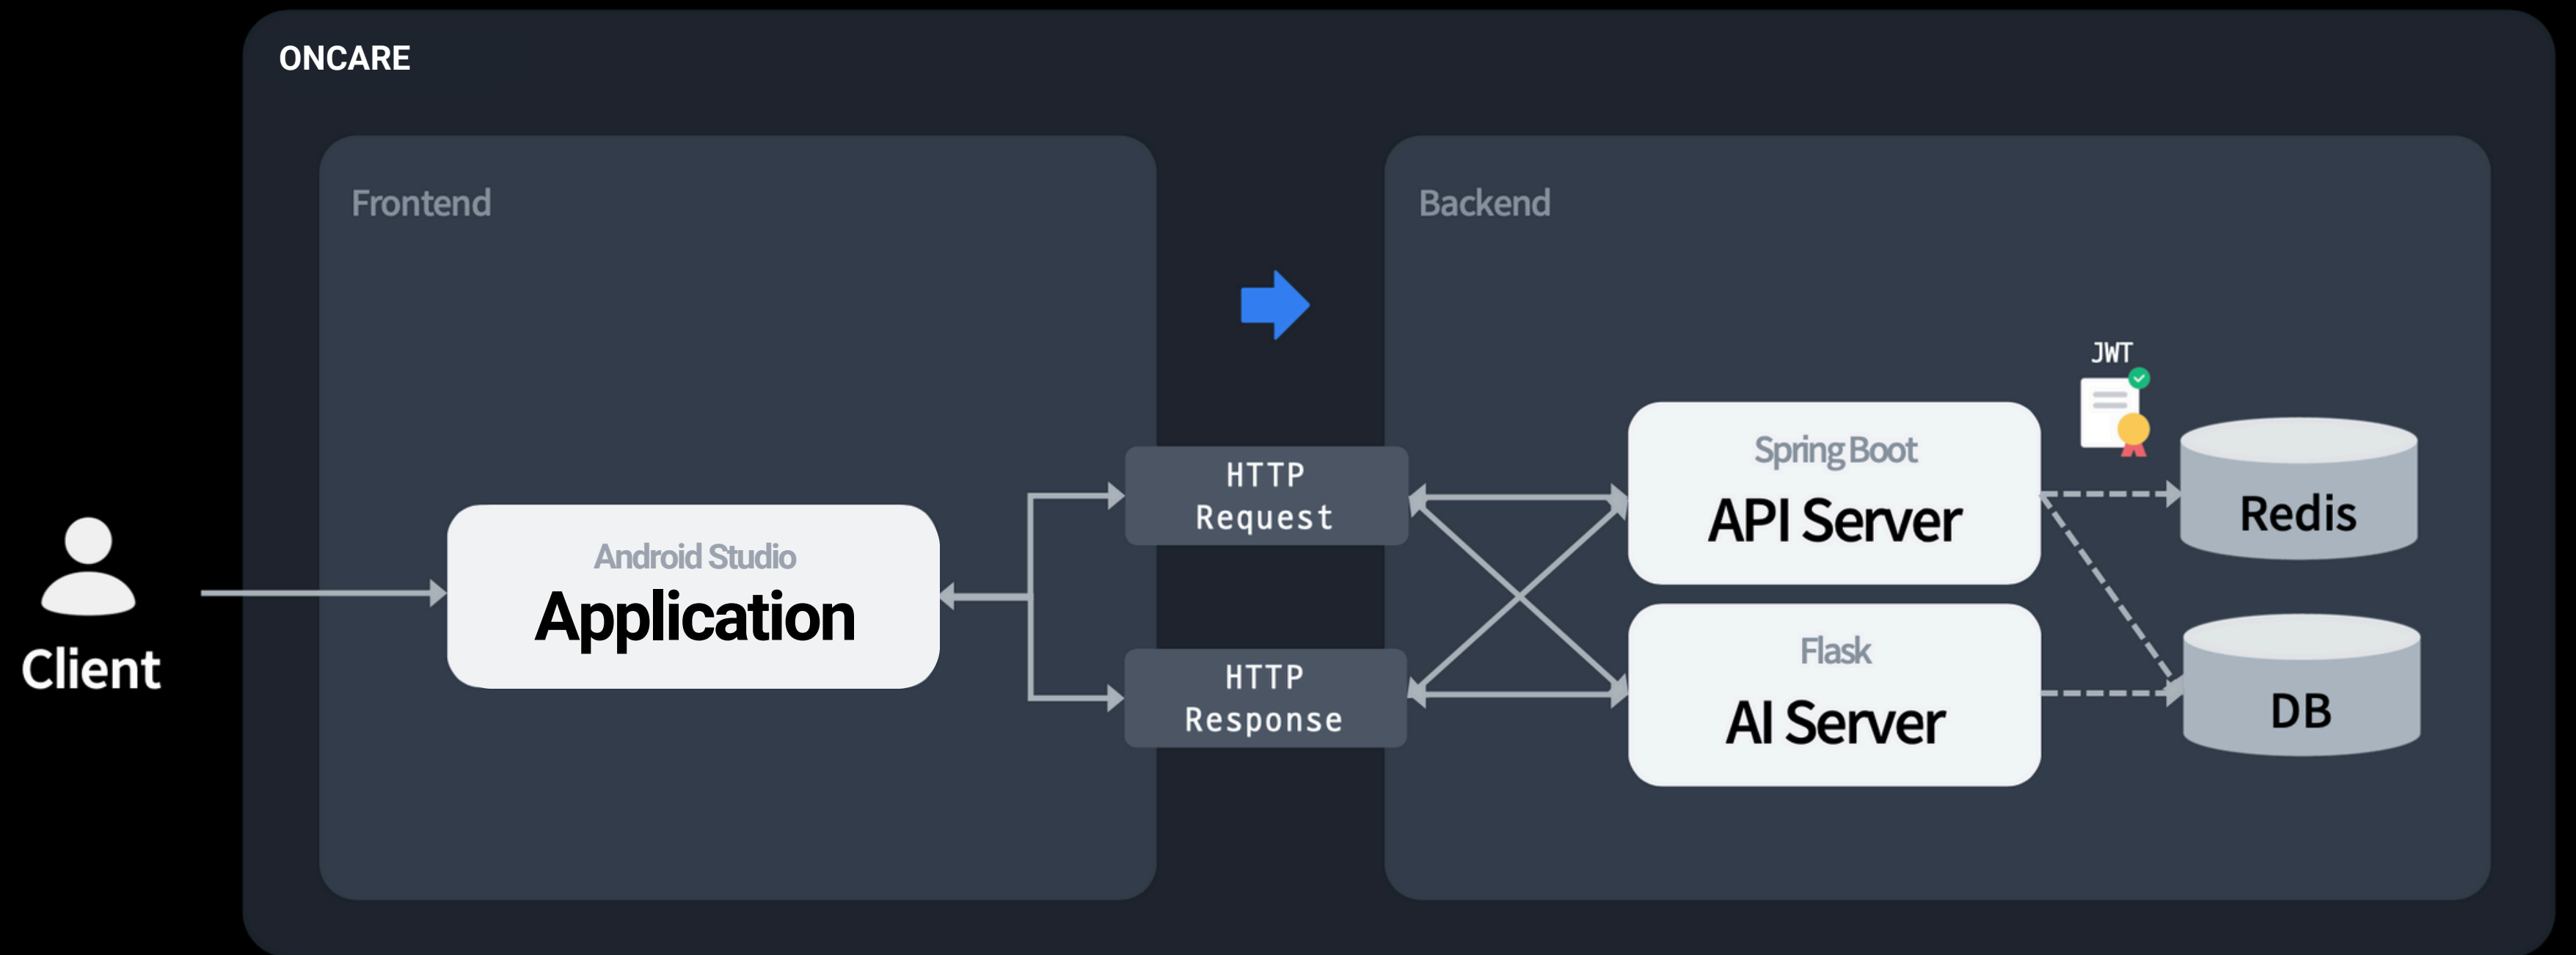 ONCARE
Frontend
Backend
JWT
Client
Android Studio
Application
HTTP
Request
HTTP
Response
Spring Boot
API Server
Flask
AI Server
Redis
DB